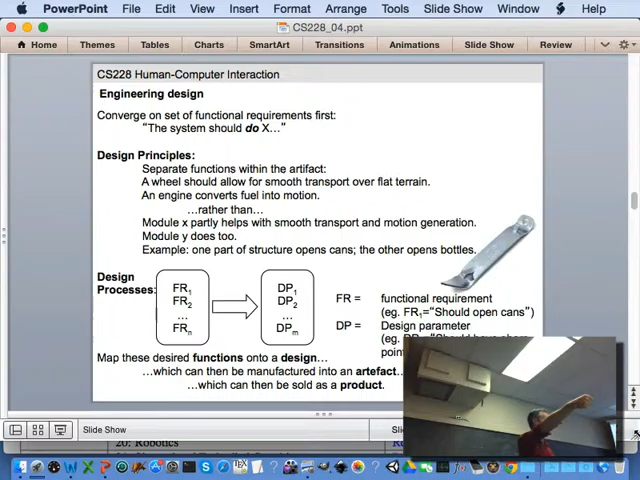 PowerPoint File Edit View Insert Format Arrange Tools Slide Show Window Help
CS228_04.ppt
Home Themes Tables Charts SmartArt Transitions Animations Slide Show Review
CS228 Human-Computer Interaction
Engineering design
Converge on set of functional requirements first:
"The system should do X…"
Design Principles:
Separate functions within the artifact:
A wheel should allow for smooth transport over flat terrain.
An engine converts fuel into motion.
…rather than…
Module x partly helps with smooth transport and motion generation.
Module y does too.
Example: one part of structure opens cans; the other opens bottles.
Design
Processes:
FR1
FR2
…
FRn
DP1
DP2
…
DPm
FR = functional requirement
(eg. FR1="Should open cans")
DP = Design parameter
(eg.
Map these desired functions onto a design…
…which can then be manufactured into an artefact…
…which can then be sold as a product.
Slide Show
20: Robotics